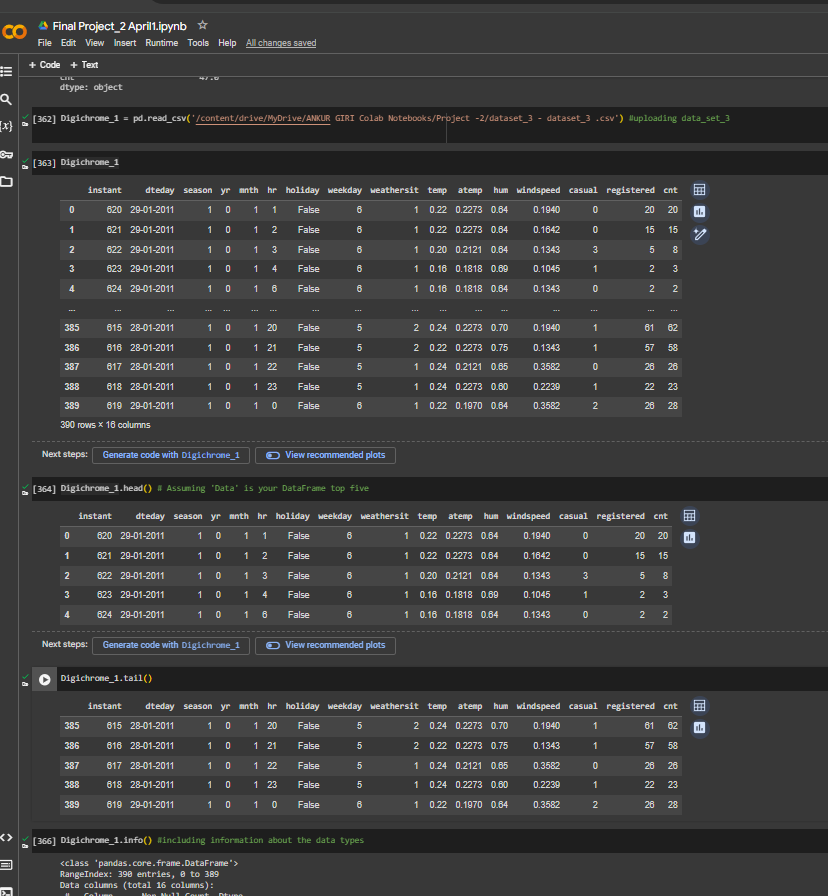 Final Project_2 April1.ipynb
File Edit View Insert Runtime Tools Help All changes saved
+ Code + Text
dtype: object
[362] Digichrome_1 = pd.read_csv('/content/drive/MyDrive/ANKUR GIRI Colab Notebooks/Project -2/dataset_3 - dataset_3 .csv') #uploading data_set_3
{x}
[363] Digichrome_1
instant dteday season yr mnth hr holiday weekday weathersit temp atemp hum windspeed casual registered cnt
0 620 29-01-2011 1 0 1 1 False 6 1 0.22 0.2273 0.64 0.1940 0 20 20
1 621 29-01-2011 1 0 1 2 False 6 1 0.22 0.2273 0.64 0.1642 0 15 15
2 622 29-01-2011 1 0 1 3 False 6 1 0.20 0.2121 0.64 0.1343 3 5 8
3 623 29-01-2011 1 0 1 4 False 6 1 0.16 0.1818 0.69 0.1045 1 2 3
4 624 29-01-2011 1 0 1 6 False 6 1 0.16 0.1818 0.64 0.1343 0 2 2
... ... ... ... ... ... ... ... ... ... ... ... ... ... ... ... ...
385 615 28-01-2011 1 0 1 20 False 5 2 0.24 0.2273 0.70 0.1940 1 61 62
386 616 28-01-2011 1 0 1 21 False 5 2 0.22 0.2273 0.75 0.1343 1 57 58
387 617 28-01-2011 1 0 1 22 False 5 1 0.24 0.2121 0.65 0.3582 0 26 26
388 618 28-01-2011 1 0 1 23 False 5 1 0.24 0.2273 0.60 0.2239 1 22 23
389 619 29-01-2011 1 0 1 0 False 6 1 0.22 0.1970 0.64 0.3582 2 26 28
390 rows × 16 columns
Next steps: Generate code with Digichrome_1 View recommended plots
[364] Digichrome_1.head() # Assuming 'Data' is your DataFrame top five
instant dteday season yr mnth hr holiday weekday weathersit temp atemp hum windspeed casual registered cnt
0 620 29-01-2011 1 0 1 1 False 6 1 0.22 0.2273 0.64 0.1940 0 20 20
1 621 29-01-2011 1 0 1 2 False 6 1 0.22 0.2273 0.64 0.1642 0 15 15
2 622 29-01-2011 1 0 1 3 False 6 1 0.20 0.2121 0.64 0.1343 3 5 8
3 623 29-01-2011 1 0 1 4 False 6 1 0.16 0.1818 0.69 0.1045 1 2 3
4 624 29-01-2011 1 0 1 6 False 6 1 0.16 0.1818 0.64 0.1343 0 2 2
Next steps: Generate code with Digichrome_1 View recommended plots
Digichrome_1.tail()
instant dteday season yr mnth hr holiday weekday weathersit temp atemp hum windspeed casual registered cnt
385 615 28-01-2011 1 0 1 20 False 5 2 0.24 0.2273 0.70 0.1940 1 61 62
386 616 28-01-2011 1 0 1 21 False 5 2 0.22 0.2273 0.75 0.1343 1 57 58
387 617 28-01-2011 1 0 1 22 False 5 1 0.24 0.2121 0.65 0.3582 0 26 26
388 618 28-01-2011 1 0 1 23 False 5 1 0.24 0.2273 0.60 0.2239 1 22 23
389 619 29-01-2011 1 0 1 0 False 6 1 0.22 0.1970 0.64 0.3582 2 26 28
[366] Digichrome_1.info() #including information about the data types
<class 'pandas.core.frame.DataFrame'>
RangeIndex: 390 entries, 0 to 389
Data columns (total 16 columns):
# Column Non-Null Count Dtype